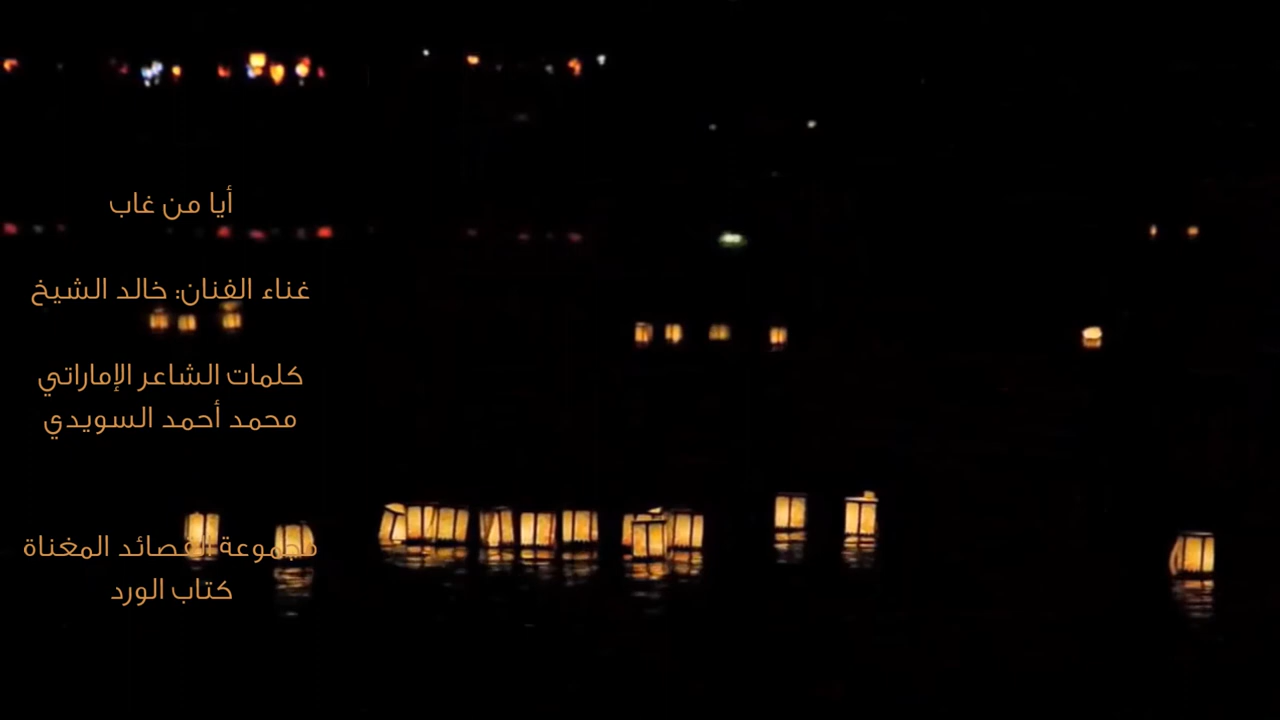 أيا من غاب
غناء الفنان: خالد الشيخ
كلمات الشاعر الإماراتي
محمد أحمد السويدي
مجموعة القصائد المغناة
كتاب الورد